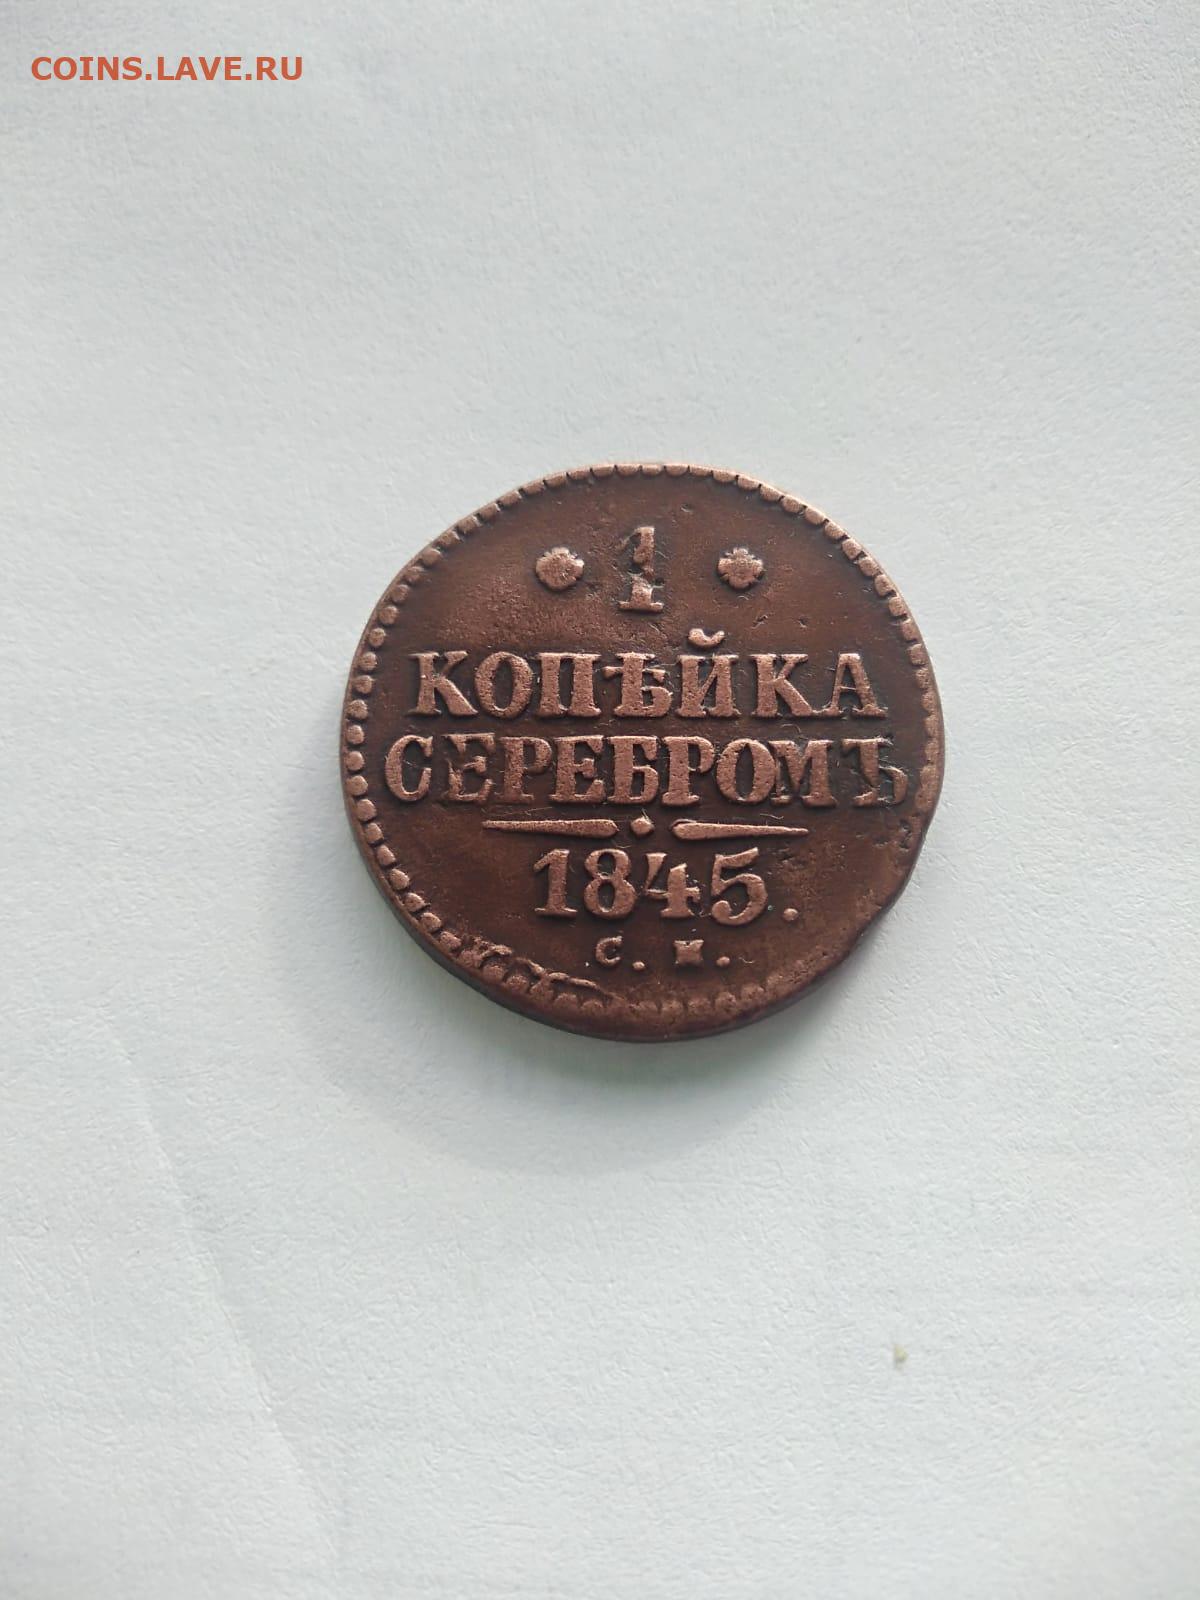 COINS.LAVE.RU
1
КОПѢЙКА
СЕРЕБРОМЪ
1845.
С. М.